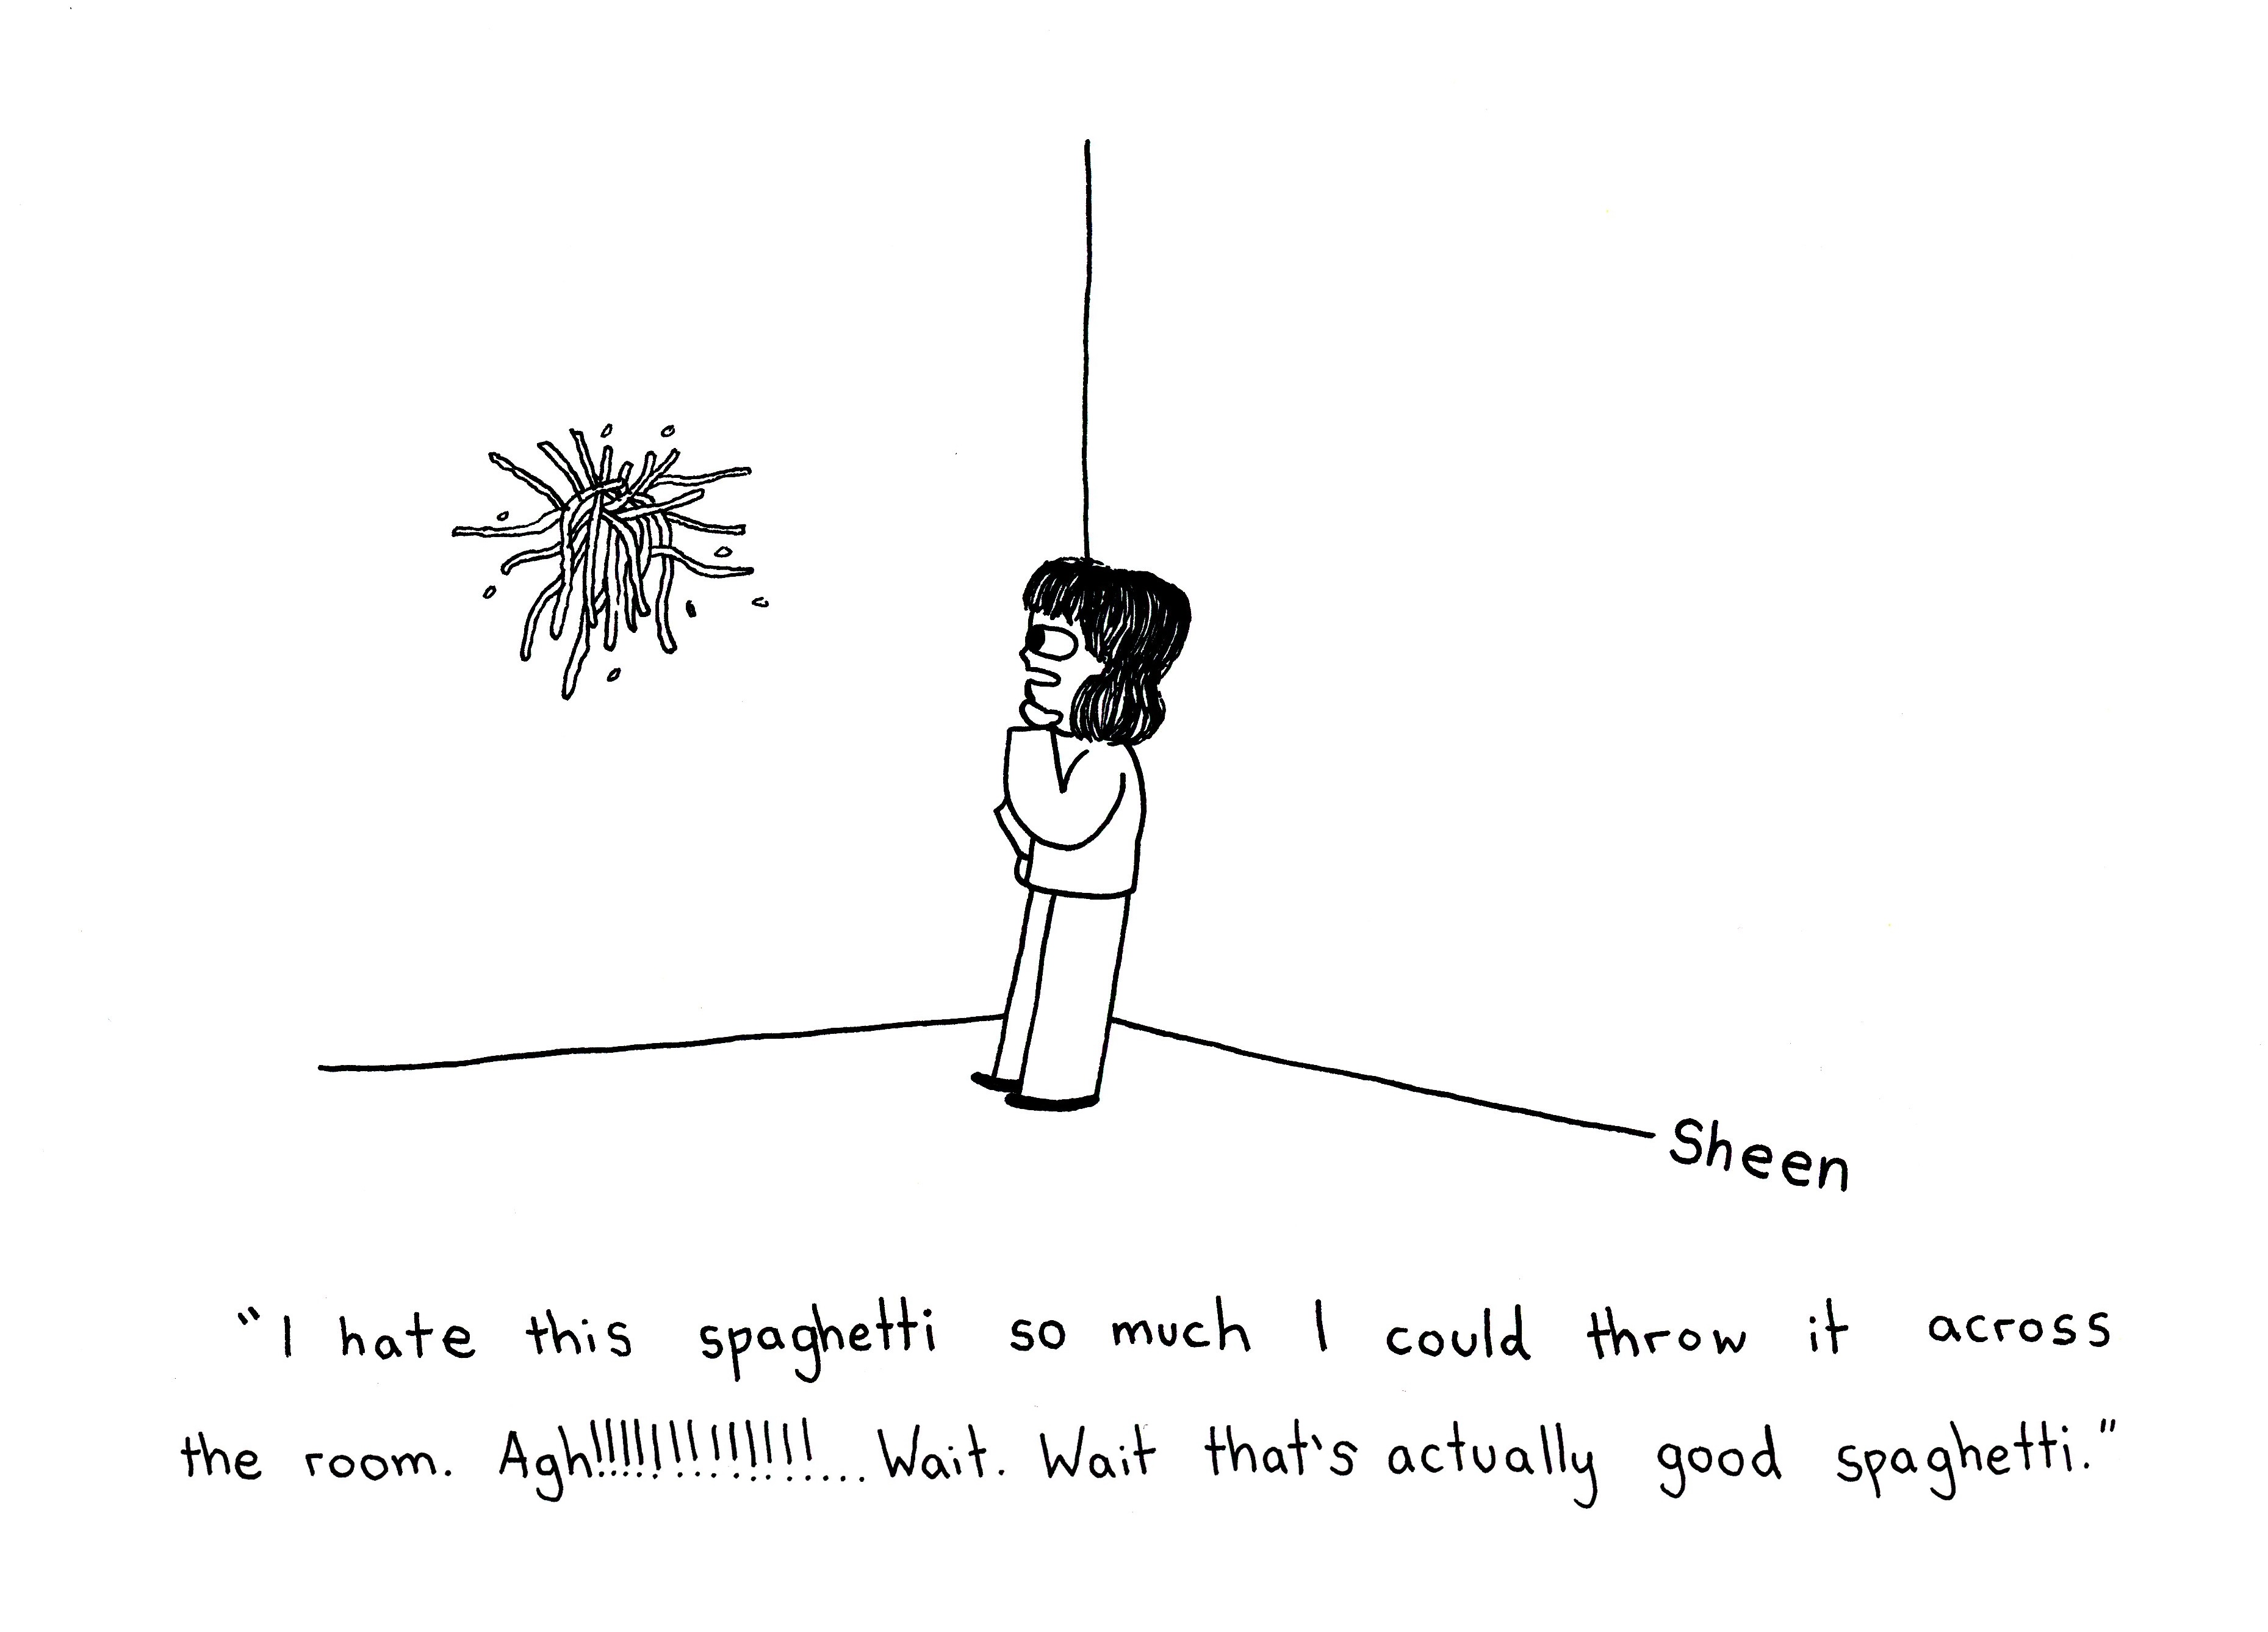 Sheen
"I hate this spaghetti so much I could throw it across
the room. Agh!!!!!!!!!!!!!!... Wait. Wait that's actually good spaghetti."